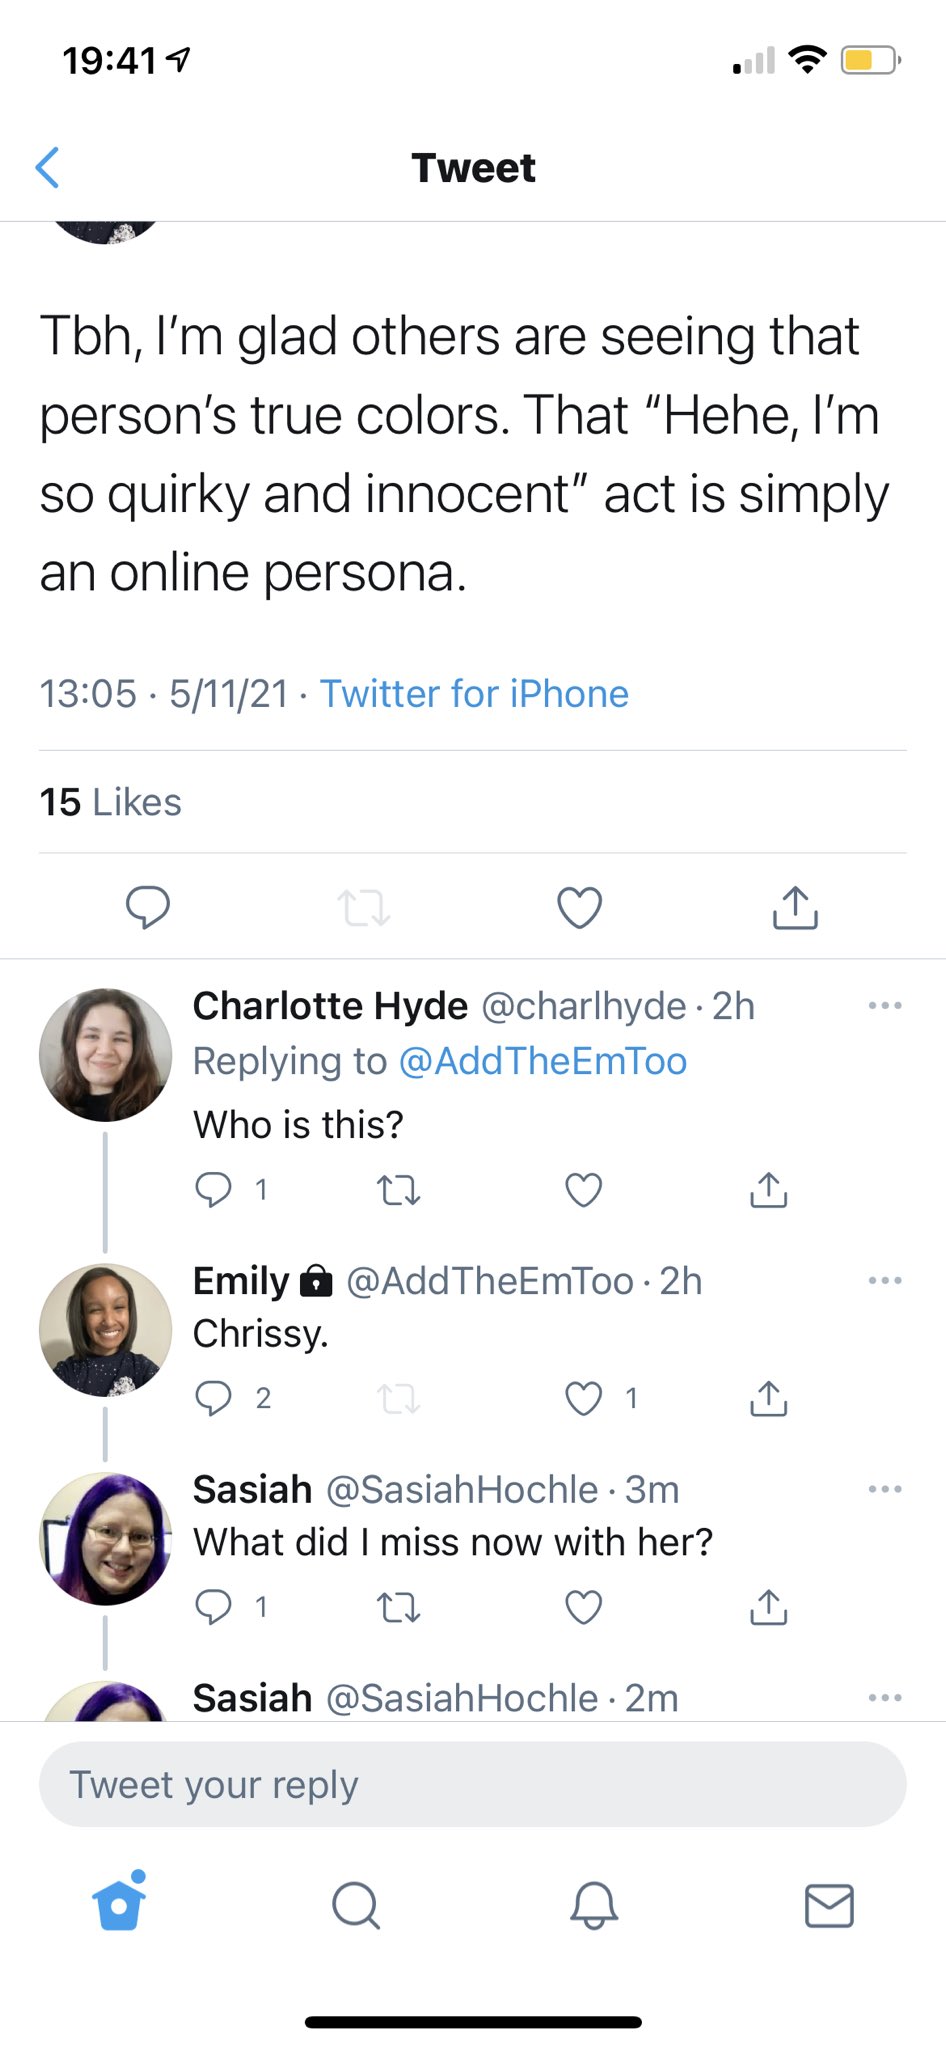 19:41
Tweet
Tbh, I’m glad others are seeing that
person’s true colors. That “Hehe, I’m
so quirky and innocent” act is simply
an online persona.
13:05 · 5/11/21 · Twitter for iPhone
15 Likes
Charlotte Hyde @charlhyde · 2h
Replying to @AddTheEmToo
Who is this?
1
Emily @AddTheEmToo · 2h
Chrissy.
2 1
Sasiah @SasiahHochle · 3m
What did I miss now with her?
1
Sasiah @SasiahHochle · 2m
Tweet your reply